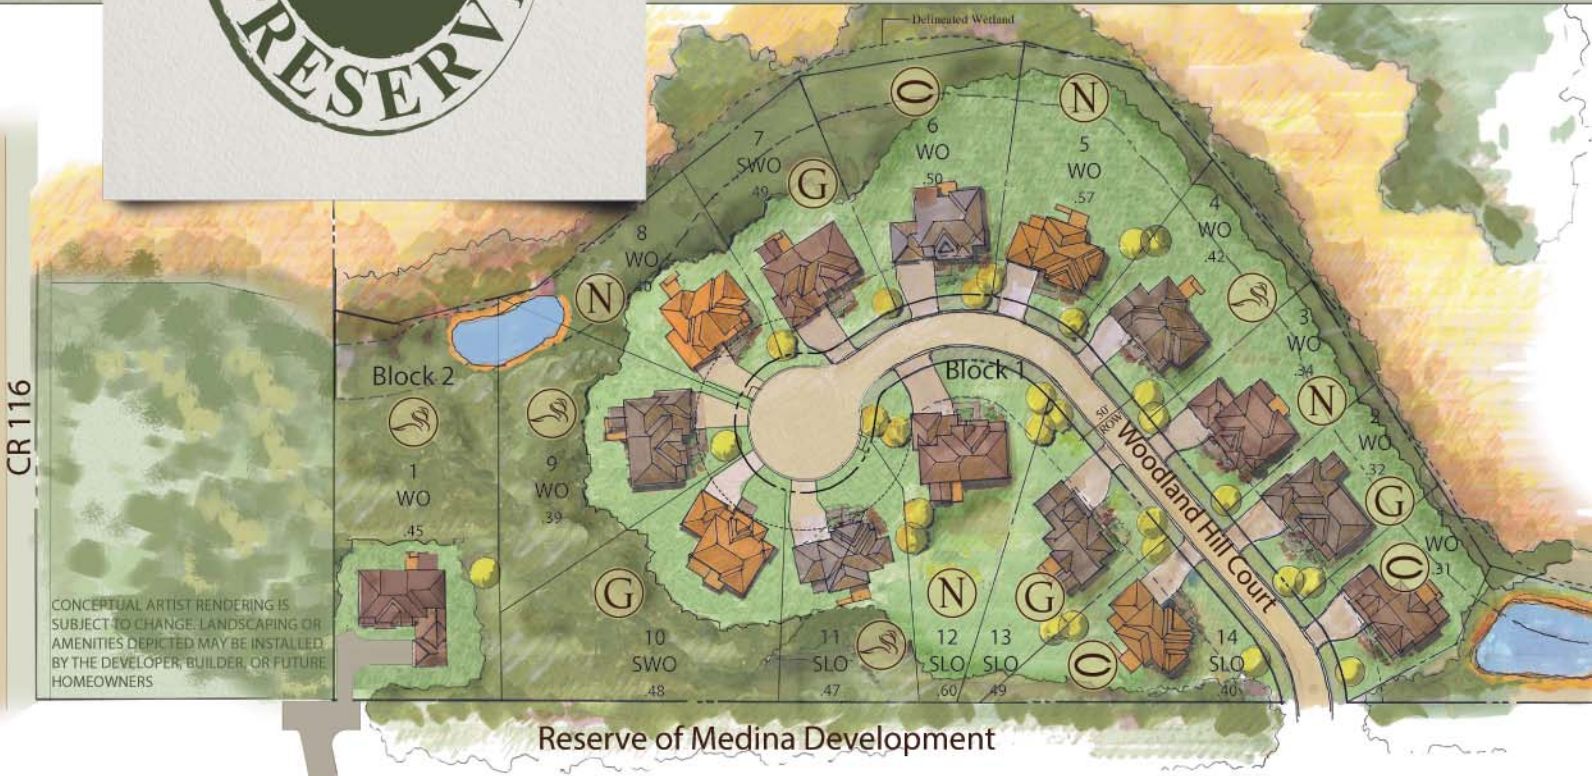 RESERV
Delineated Wetland
C
N
6
WO
.50
5
WO
.57
7
SWO
.49
G
4
WO
.42
8
WO
N
3
WO
.34
Block 2
Block 1
50'
ROW
N
2
WO
.32
CR 116
1
WO
.45
9
WO
.39
Woodland Hill Court
G
WO
.31
C
G
N
G
CONCEPTUAL ARTIST RENDERING IS
SUBJECT TO CHANGE. LANDSCAPING OR
AMENITIES DEPICTED MAY BE INSTALLED
BY THE DEVELOPER, BUILDER, OR FUTURE
HOMEOWNERS
10
SWO
.48
11
SLO
.47
12
SLO
.60
13
SLO
.49
C
14
SLO
.40
Reserve of Medina Development